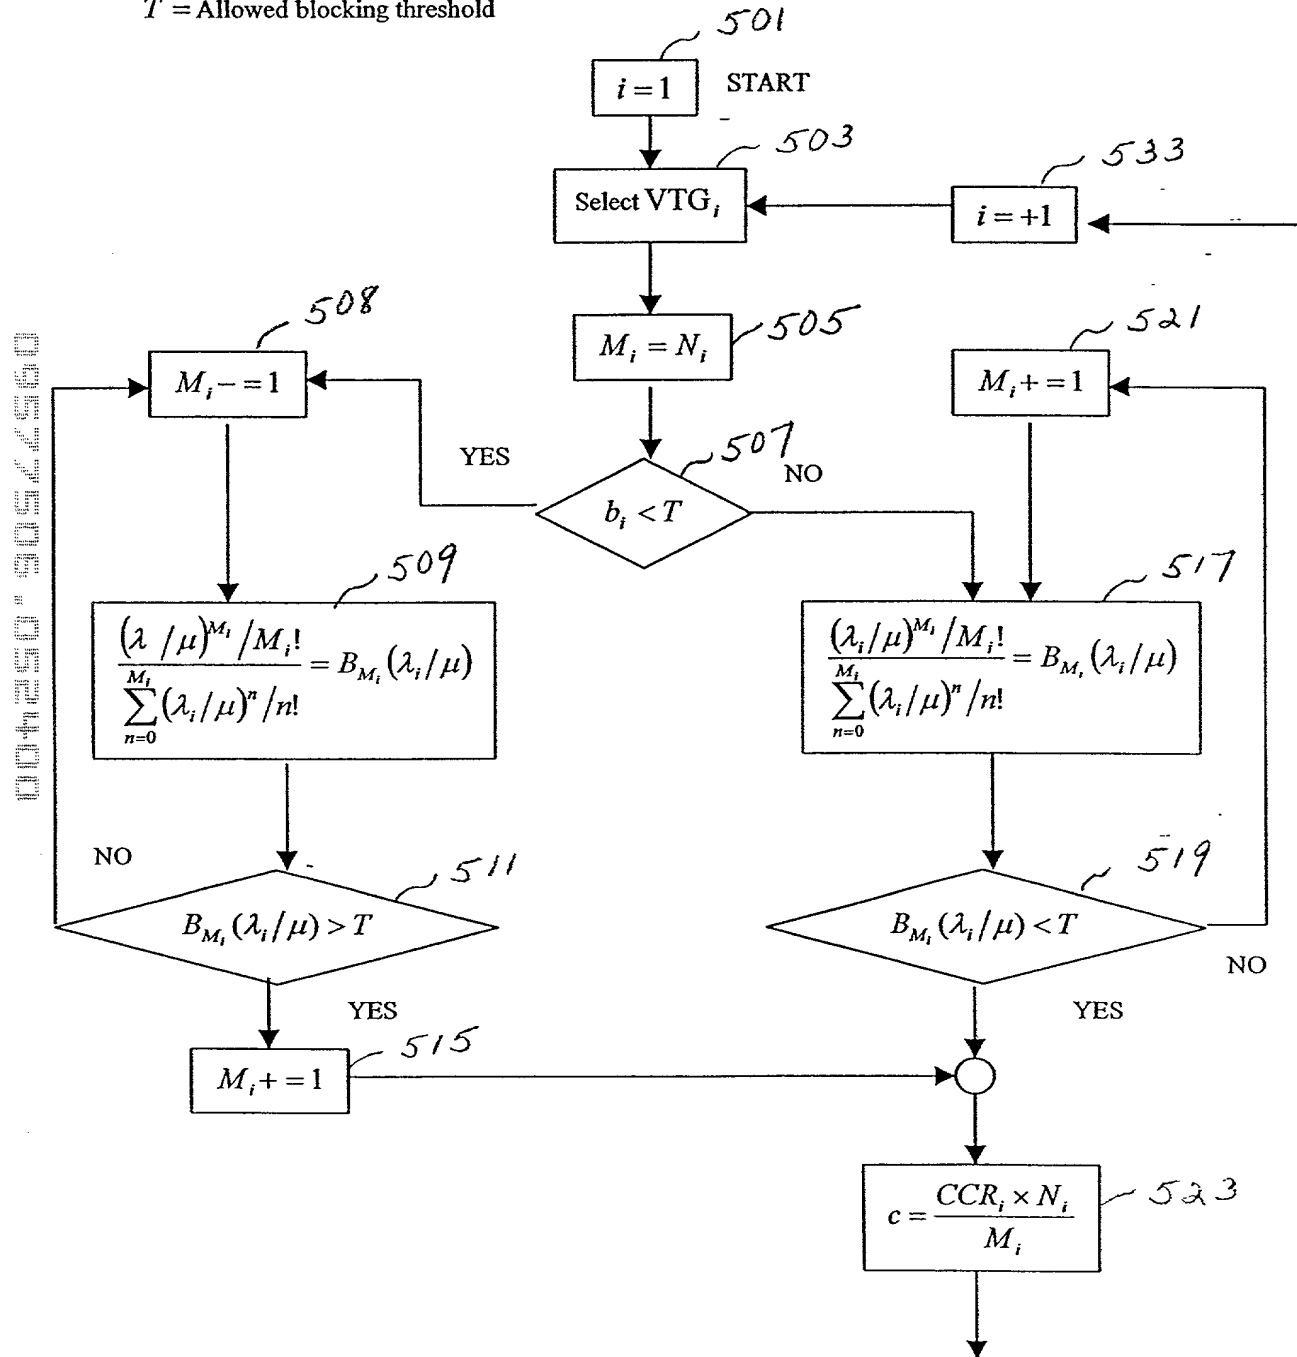 T = Allowed blocking threshold
501
i = 1
START
503
Select VTG_i
533
i = +1
508
505
521
M_i − = 1
M_i = N_i
M_i + = 1
YES
507
NO
b_i < T
509
517
(λ /μ)^{M_i} / M_i! / ∑_{n=0}^{M_i} (λ_i/μ)^n / n! = B_{M_i} (λ_i/μ)
(λ_i/μ)^{M_i} / M_i! / ∑_{n=0}^{M_i} (λ_i/μ)^n / n! = B_{M_i} (λ_i/μ)
NO
511
519
B_{M_i} (λ_i/μ) > T
B_{M_i} (λ_i/μ) < T
NO
YES
YES
515
M_i + = 1
523
c = CCR_i × N_i / M_i